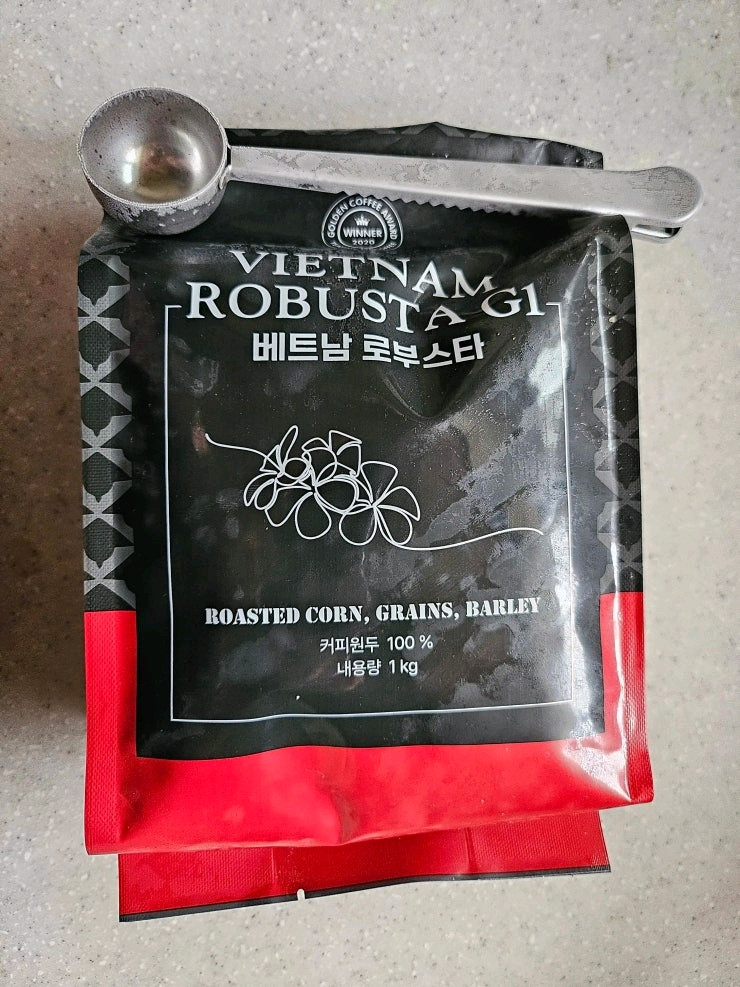 GOLDEN COFFEE AWARD
WINNER
2020
VIETNAM
ROBUSTA G1
베트남 로부스타
ROASTED CORN, GRAINS, BARLEY
커피원두 100 %
내용량 1 kg